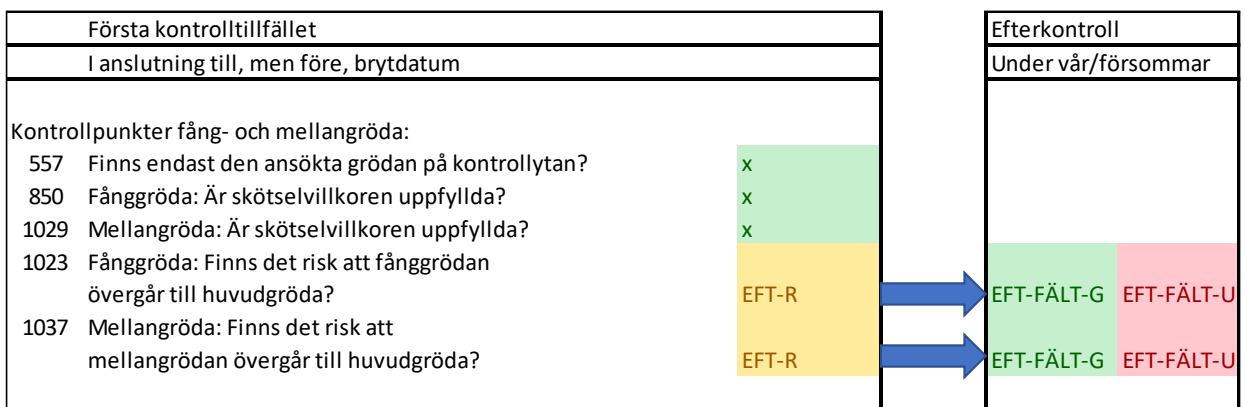 Första kontrolltillfället Efterkontroll
I anslutning till, men före, brytdatum Under vår/försommar
Kontrollpunkter fång- och mellangröda:
557 Finns endast den ansökta grödan på kontrollytan? x
850 Fånggröda: Är skötselvillkoren uppfyllda? x
1029 Mellangröda: Är skötselvillkoren uppfyllda? x
1023 Fånggröda: Finns det risk att fånggrödan
övergår till huvudgröda? EFT-R EFT-FÄLT-G EFT-FÄLT-U
1037 Mellangröda: Finns det risk att
mellangrödan övergår till huvudgröda? EFT-R EFT-FÄLT-G EFT-FÄLT-U